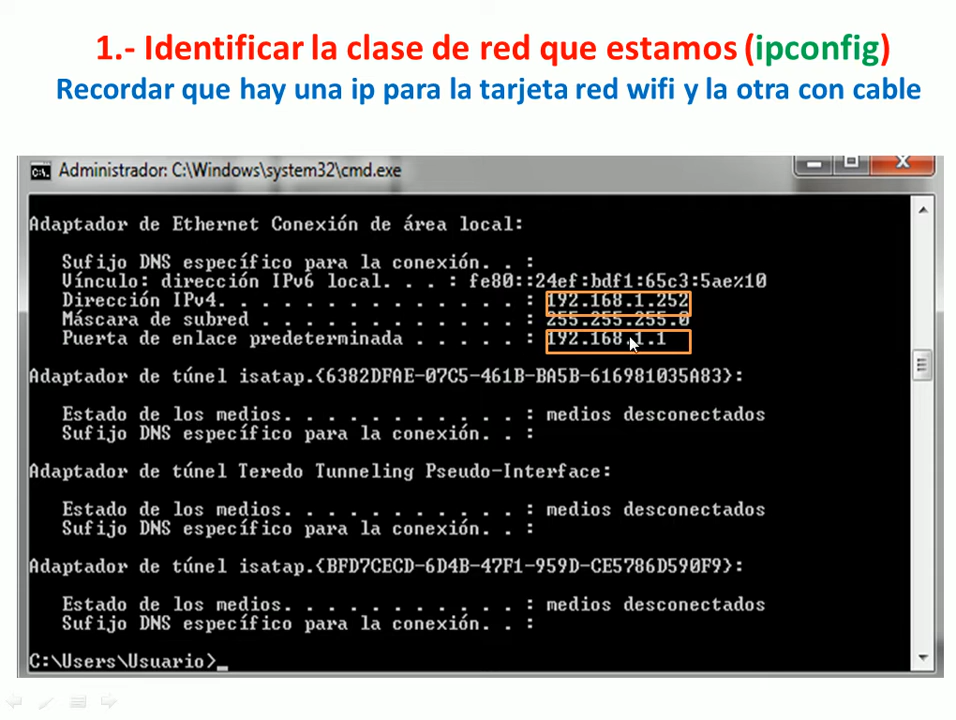 1.- Identificar la clase de red que estamos (ipconfig)
Recordar que hay una ip para la tarjeta red wifi y la otra con cable
Administrador: C:\Windows\system32\cmd.exe
Adaptador de Ethernet Conexión de área local:
Sufijo DNS específico para la conexión. . :
Vínculo: dirección IPv6 local. . . : fe80::24ef:bdf1:65c3:5ae%10
Dirección IPv4. . . . . . . . . . . . . . : 192.168.1.252
Máscara de subred . . . . . . . . . . . . : 255.255.255.0
Puerta de enlace predeterminada . . . . . : 192.168.1.1
Adaptador de túnel isatap.{6382DFAE-07C5-461B-BA5B-616981035A83}:
Estado de los medios. . . . . . . . . . . : medios desconectados
Sufijo DNS específico para la conexión. . :
Adaptador de túnel Teredo Tunneling Pseudo-Interface:
Estado de los medios. . . . . . . . . . . : medios desconectados
Sufijo DNS específico para la conexión. . :
Adaptador de túnel isatap.{BFD7CECD-6D4B-47F1-959D-CE5786D590F9}:
Estado de los medios. . . . . . . . . . . : medios desconectados
Sufijo DNS específico para la conexión. . :
C:\Users\Usuario>_